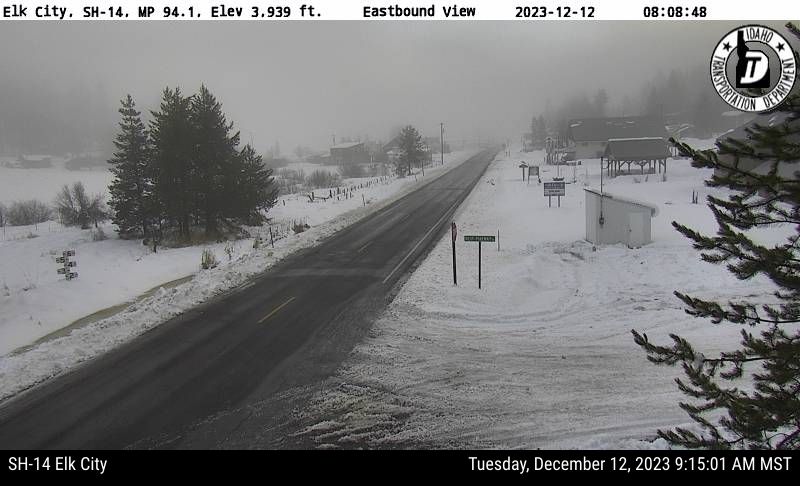 Elk City, SH-14, MP 94.1, Elev 3,939 ft. Eastbound View 2023-12-12 08:08:48
IDAHO
TRANSPORTATION DEPARTMENT
SH-14 Elk City Tuesday, December 12, 2023 9:15:01 AM MST